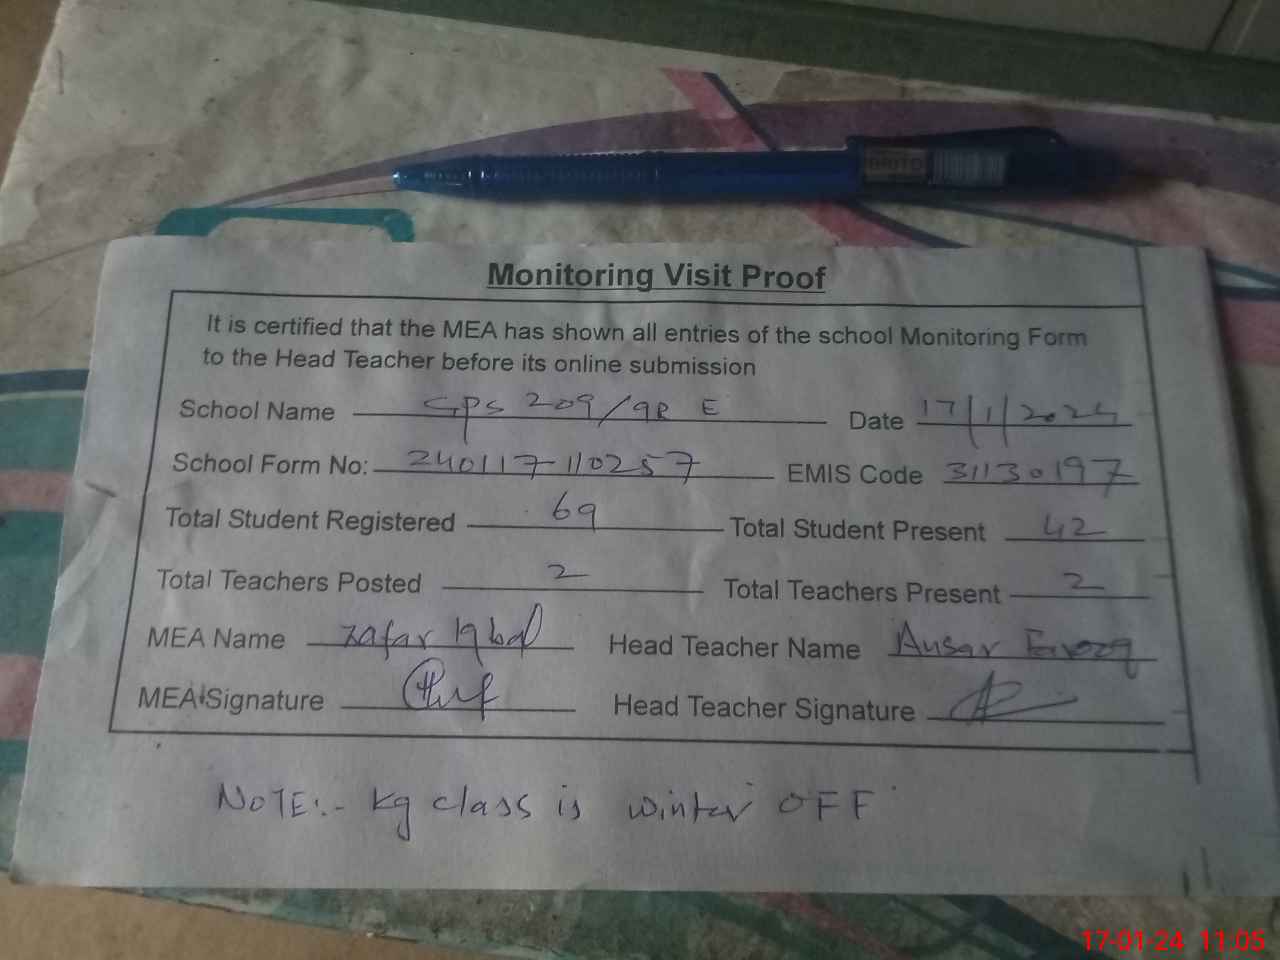 Monitoring Visit Proof
It is certified that the MEA has shown all entries of the school Monitoring Form
to the Head Teacher before its online submission
School Name GPS 209/9R E Date 17/1/2024
School Form No: 240117-110257 EMIS Code 31130197
Total Student Registered 69 Total Student Present 42
Total Teachers Posted 2 Total Teachers Present 2
MEA Name Zafar Iqbal Head Teacher Name Ansar Farooq
MEA Signature Head Teacher Signature
NOTE:- Kg class is winter OFF
17-01-24 11:05